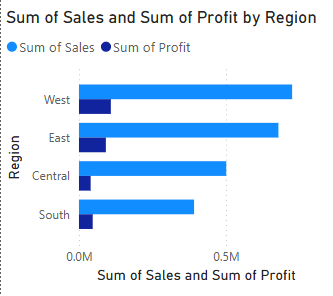 Sum of Sales and Sum of Profit by Region
Sum of Sales Sum of Profit
Region
West
East
Central
South
0.0M 0.5M
Sum of Sales and Sum of Profit